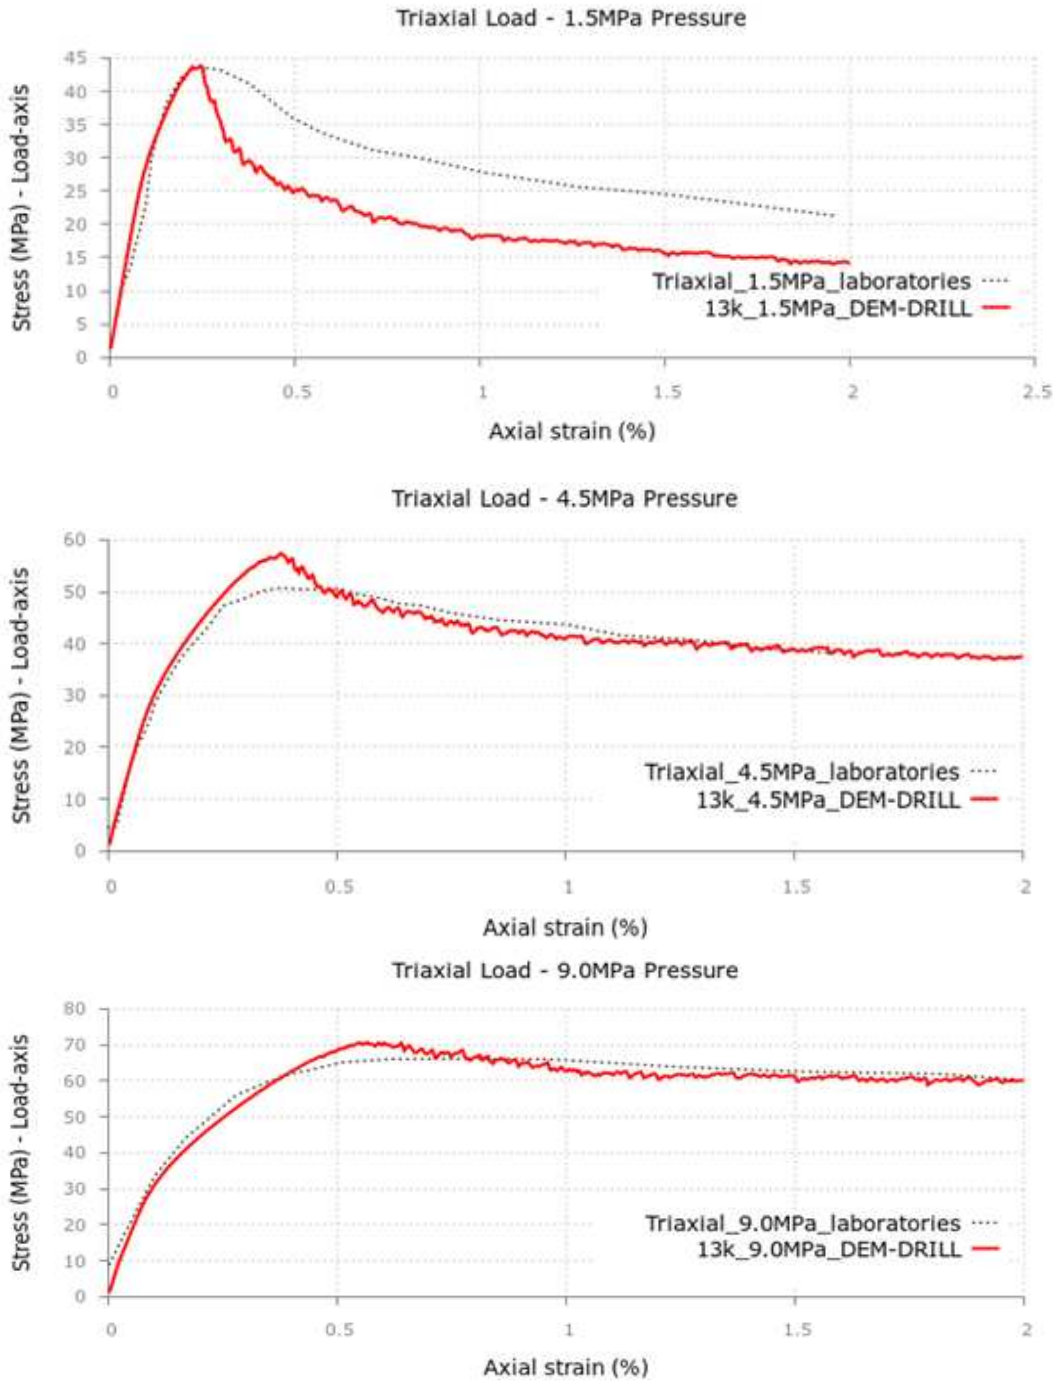 Triaxial Load - 1.5MPa Pressure
Stress (MPa) - Load-axis
45
40
35
30
25
20
15
10
5
0
Triaxial_1.5MPa_laboratories
13k_1.5MPa_DEM-DRILL
0 0.5 1 1.5 2 2.5
Axial strain (%)
Triaxial Load - 4.5MPa Pressure
Stress (MPa) - Load-axis
60
50
40
30
20
10
0
Triaxial_4.5MPa_laboratories
13k_4.5MPa_DEM-DRILL
0 0.5 1 1.5 2
Axial strain (%)
Triaxial Load - 9.0MPa Pressure
Stress (MPa) - Load-axis
80
70
60
50
40
30
20
10
0
Triaxial_9.0MPa_laboratories
13k_9.0MPa_DEM-DRILL
0 0.5 1 1.5 2
Axial strain (%)